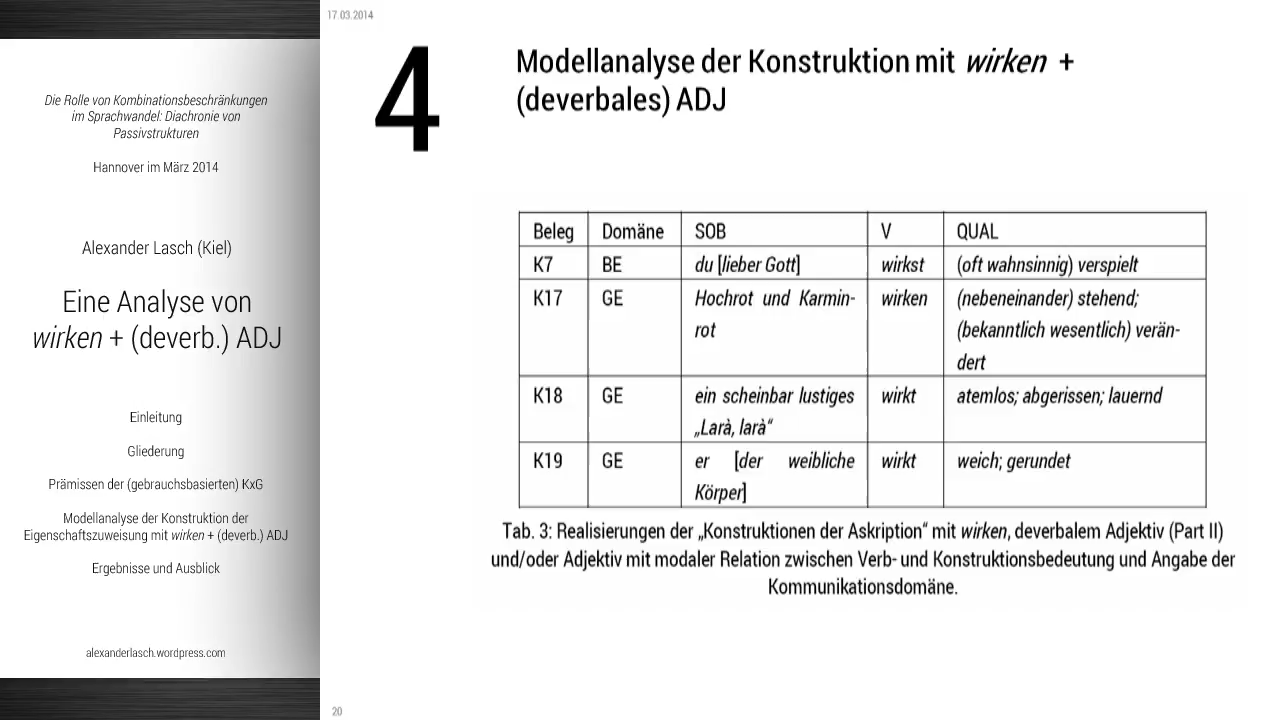 17.03.2014
Die Rolle von Kombinationsbeschränkungen
im Sprachwandel: Diachronie von
Passivstrukturen
Hannover im März 2014
Alexander Lasch (Kiel)
Eine Analyse von
wirken + (deverb.) ADJ
Einleitung
Gliederung
Prämissen der (gebrauchsbasierten) KxG
Modellanalyse der Konstruktion der
Eigenschaftszuweisung mit wirken + (deverb.) ADJ
Ergebnisse und Ausblick
alexanderlasch.wordpress.com
4
Modellanalyse der Konstruktion mit wirken +
(deverbales) ADJ
Beleg Domäne SOB V QUAL
K7 BE du [lieber Gott] wirkst (oft wahnsinnig) verspielt
K17 GE Hochrot und Karmin- wirken (nebeneinander) stehend;
rot (bekanntlich wesentlich) verän-
dert
K18 GE ein scheinbar lustiges wirkt atemlos; abgerissen; lauernd
„Larà, larà“
K19 GE er [der weibliche wirkt weich; gerundet
Körper]
Tab. 3: Realisierungen der „Konstruktionen der Askription“ mit wirken, deverbalem Adjektiv (Part II)
und/oder Adjektiv mit modaler Relation zwischen Verb- und Konstruktionsbedeutung und Angabe der
Kommunikationsdomäne.
20